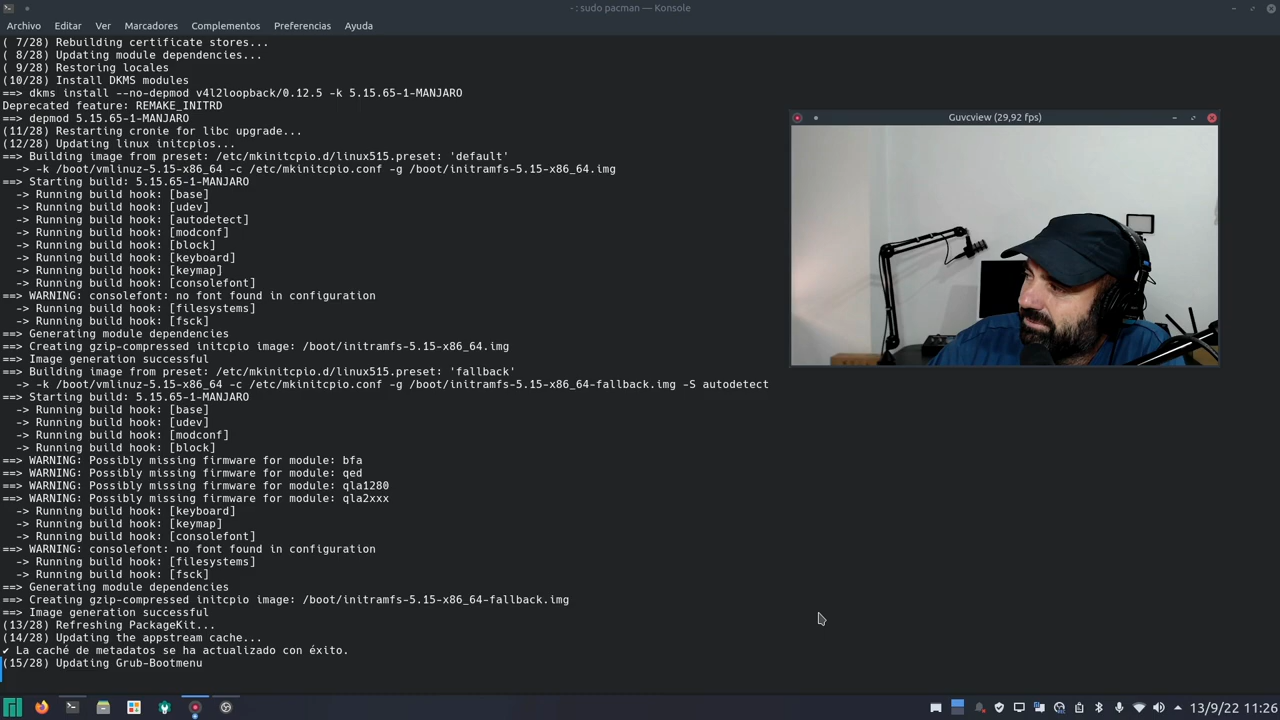 - : sudo pacman — Konsole
Archivo Editar Ver Marcadores Complementos Preferencias Ayuda
( 7/28) Rebuilding certificate stores...
( 8/28) Updating module dependencies...
( 9/28) Restoring locales
(10/28) Install DKMS modules
==> dkms install --no-depmod v4l2loopback/0.12.5 -k 5.15.65-1-MANJARO
Deprecated feature: REMAKE_INITRD
==> depmod 5.15.65-1-MANJARO
(11/28) Restarting cronie for libc upgrade...
(12/28) Updating linux initcpios...
==> Building image from preset: /etc/mkinitcpio.d/linux515.preset: 'default'
  -> -k /boot/vmlinuz-5.15-x86_64 -c /etc/mkinitcpio.conf -g /boot/initramfs-5.15-x86_64.img
==> Starting build: 5.15.65-1-MANJARO
  -> Running build hook: [base]
  -> Running build hook: [udev]
  -> Running build hook: [autodetect]
  -> Running build hook: [modconf]
  -> Running build hook: [block]
  -> Running build hook: [keyboard]
  -> Running build hook: [keymap]
  -> Running build hook: [consolefont]
==> WARNING: consolefont: no font found in configuration
  -> Running build hook: [filesystems]
  -> Running build hook: [fsck]
==> Generating module dependencies
==> Creating gzip-compressed initcpio image: /boot/initramfs-5.15-x86_64.img
==> Image generation successful
==> Building image from preset: /etc/mkinitcpio.d/linux515.preset: 'fallback'
  -> -k /boot/vmlinuz-5.15-x86_64 -c /etc/mkinitcpio.conf -g /boot/initramfs-5.15-x86_64-fallback.img -S autodetect
==> Starting build: 5.15.65-1-MANJARO
  -> Running build hook: [base]
  -> Running build hook: [udev]
  -> Running build hook: [modconf]
  -> Running build hook: [block]
==> WARNING: Possibly missing firmware for module: bfa
==> WARNING: Possibly missing firmware for module: qed
==> WARNING: Possibly missing firmware for module: qla1280
==> WARNING: Possibly missing firmware for module: qla2xxx
  -> Running build hook: [keyboard]
  -> Running build hook: [keymap]
  -> Running build hook: [consolefont]
==> WARNING: consolefont: no font found in configuration
  -> Running build hook: [filesystems]
  -> Running build hook: [fsck]
==> Generating module dependencies
==> Creating gzip-compressed initcpio image: /boot/initramfs-5.15-x86_64-fallback.img
==> Image generation successful
(13/28) Refreshing PackageKit...
(14/28) Updating the appstream cache...
✔ La caché de metadatos se ha actualizado con éxito.
(15/28) Updating Grub-Bootmenu
Guvcview (29,92 fps)
13/9/22 11:26